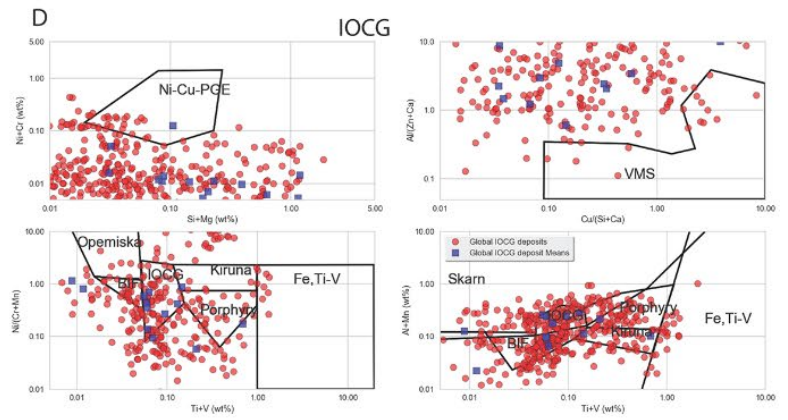 D
IOCG
5.00
1.00
0.10
0.01
Ni+Cr (wt%)
Ni-Cu-PGE
0.01
0.10
1.00
5.00
Si+Mg (wt%)
10.0
1.0
0.1
Al/(Zn+Ca)
VMS
0.01
0.10
1.00
10.00
Cu/(Si+Ca)
10.00
1.00
0.10
0.01
Ni/(Cr+Mn)
Opemiska
BIF
IOCG
Kiruna
Porphyry
Fe,Ti-V
0.01
0.10
1.00
10.00
Ti+V (wt%)
10.00
1.00
0.10
0.01
Al+Mn (wt%)
Global IOCG deposits
Global IOCG deposit Means
Skarn
IOCG
BIF
Porphyry
Kiruna
Fe,Ti-V
0.01
0.10
1.00
10.00
Ti+V (wt%)